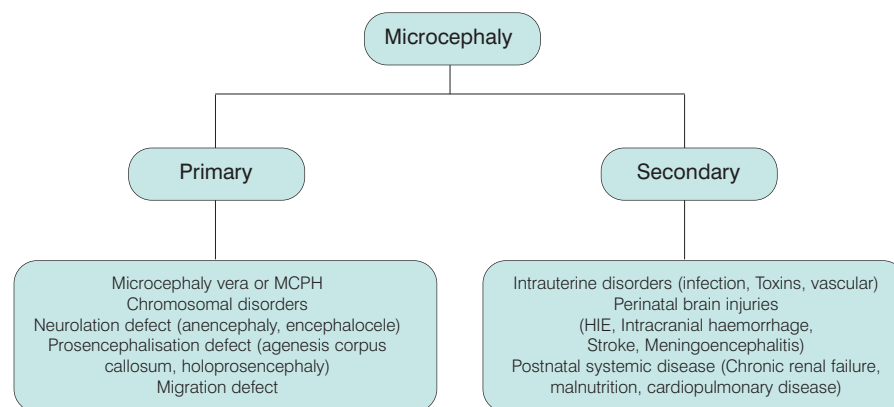 Microcephaly
Primary
Secondary
Microcephaly vera or MCPH
Chromosomal disorders
Neurolation defect (anencephaly, encephalocele)
Prosencephalisation defect (agenesis corpus
callosum, holoprosencephaly)
Migration defect
Intrauterine disorders (infection, Toxins, vascular)
Perinatal brain injuries
(HIE, Intracranial haemorrhage,
Stroke, Meningoencephalitis)
Postnatal systemic disease (Chronic renal failure,
malnutrition, cardiopulmonary disease)